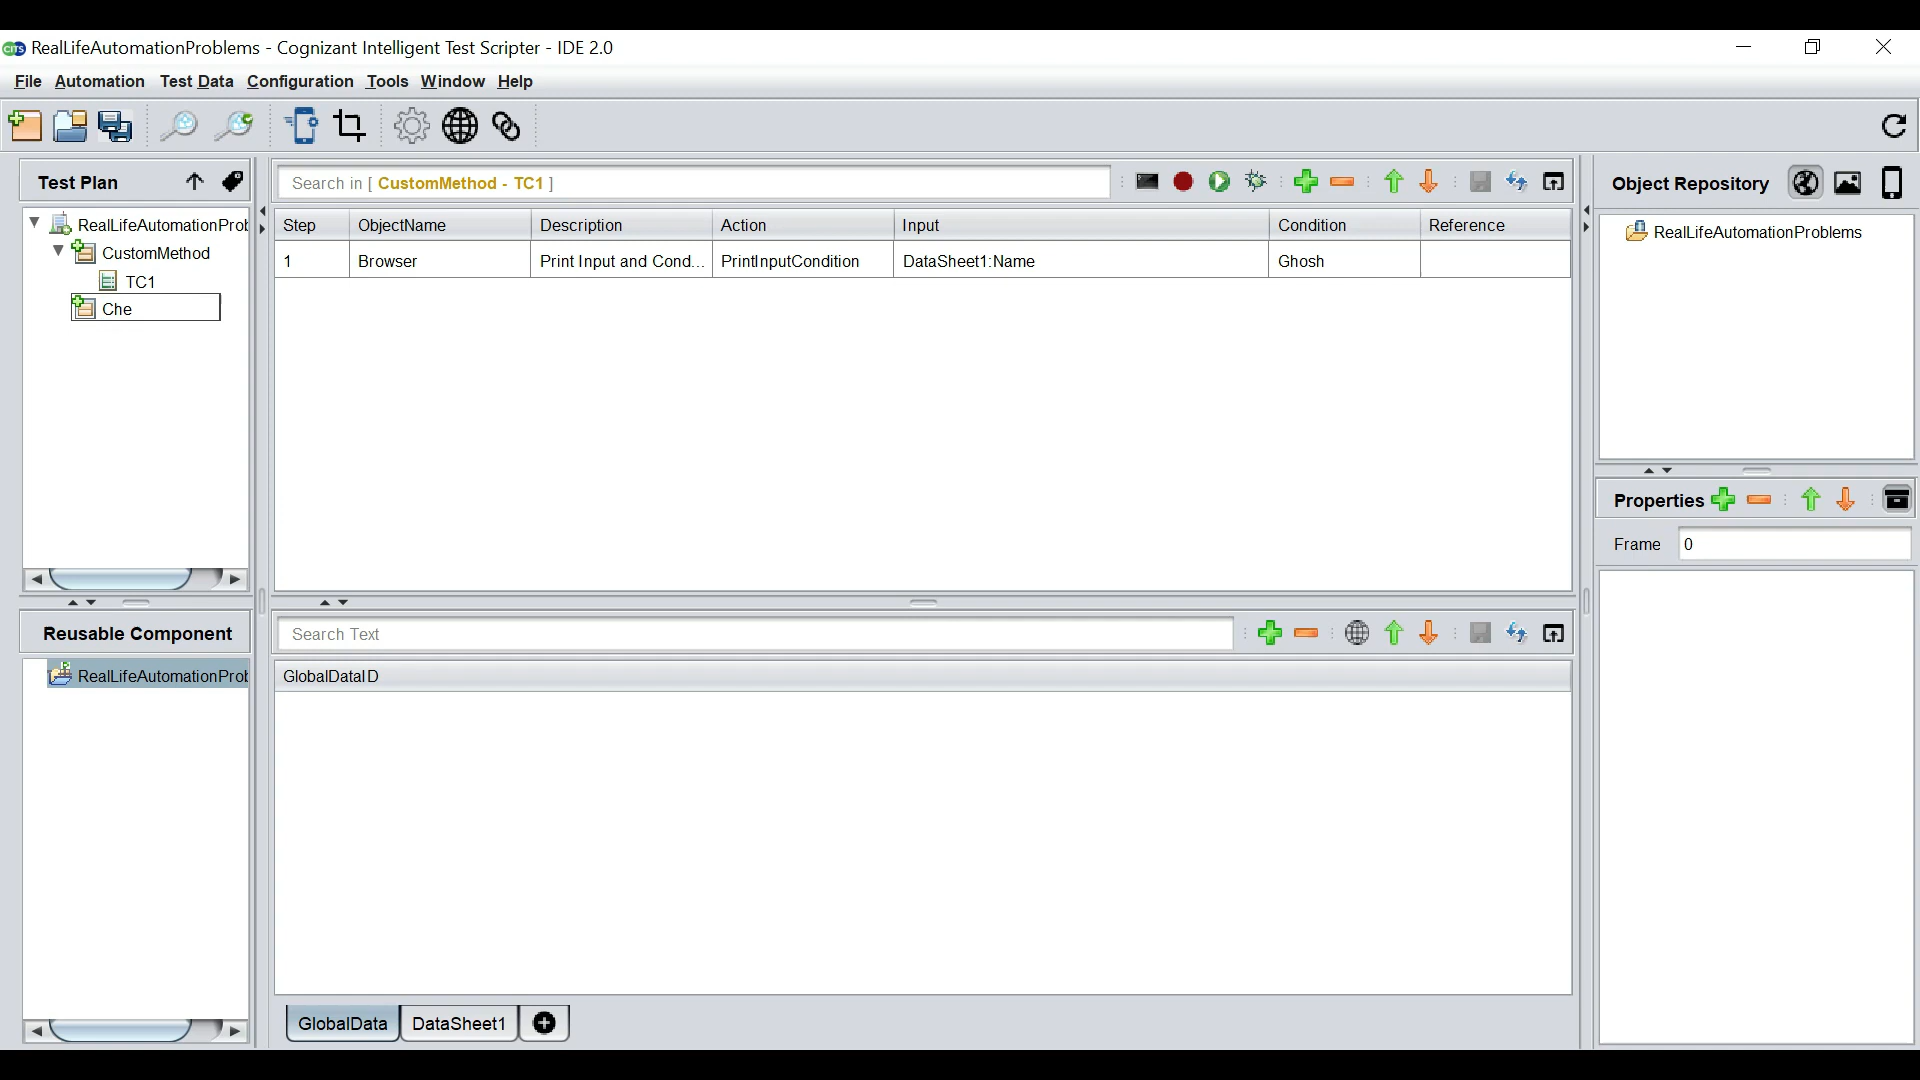 CITS RealLifeAutomationProblems - Cognizant Intelligent Test Scripter - IDE 2.0
File Automation Test Data Configuration Tools Window Help
Test Plan
Search in [ CustomMethod - TC1 ]
Object Repository
RealLifeAutomationProb
CustomMethod
TC1
Che
Step ObjectName Description Action Input Condition Reference
1 Browser Print Input and Cond... PrintInputCondition DataSheet1:Name Ghosh
RealLifeAutomationProblems
Properties
Frame 0
Reusable Component
RealLifeAutomationProb
Search Text
GlobalDataID
GlobalData DataSheet1